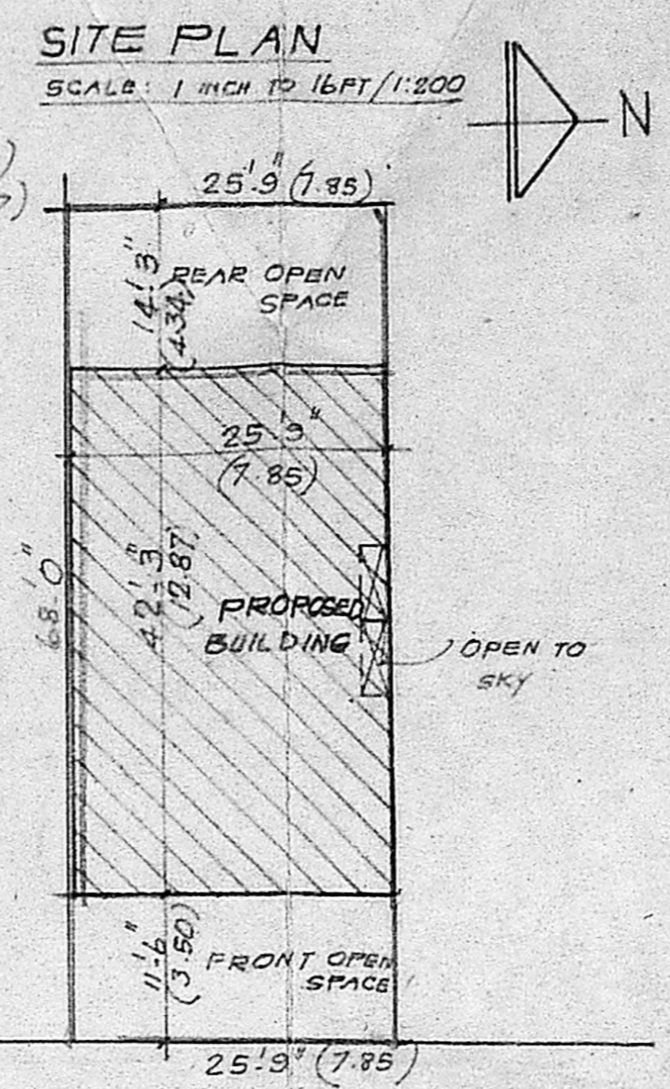 SITE PLAN
SCALE: 1 INCH TO 16FT/1:200
N
25'-9" (7.85)
14'-3"
(4.34)
REAR OPEN
SPACE
25'-9"
(7.85)
68'-0"
42'-3"
(12.87)
PROPOSED
BUILDING
OPEN TO
SKY
11'-6"
(3.50)
FRONT OPEN
SPACE
25'-9" (7.85)